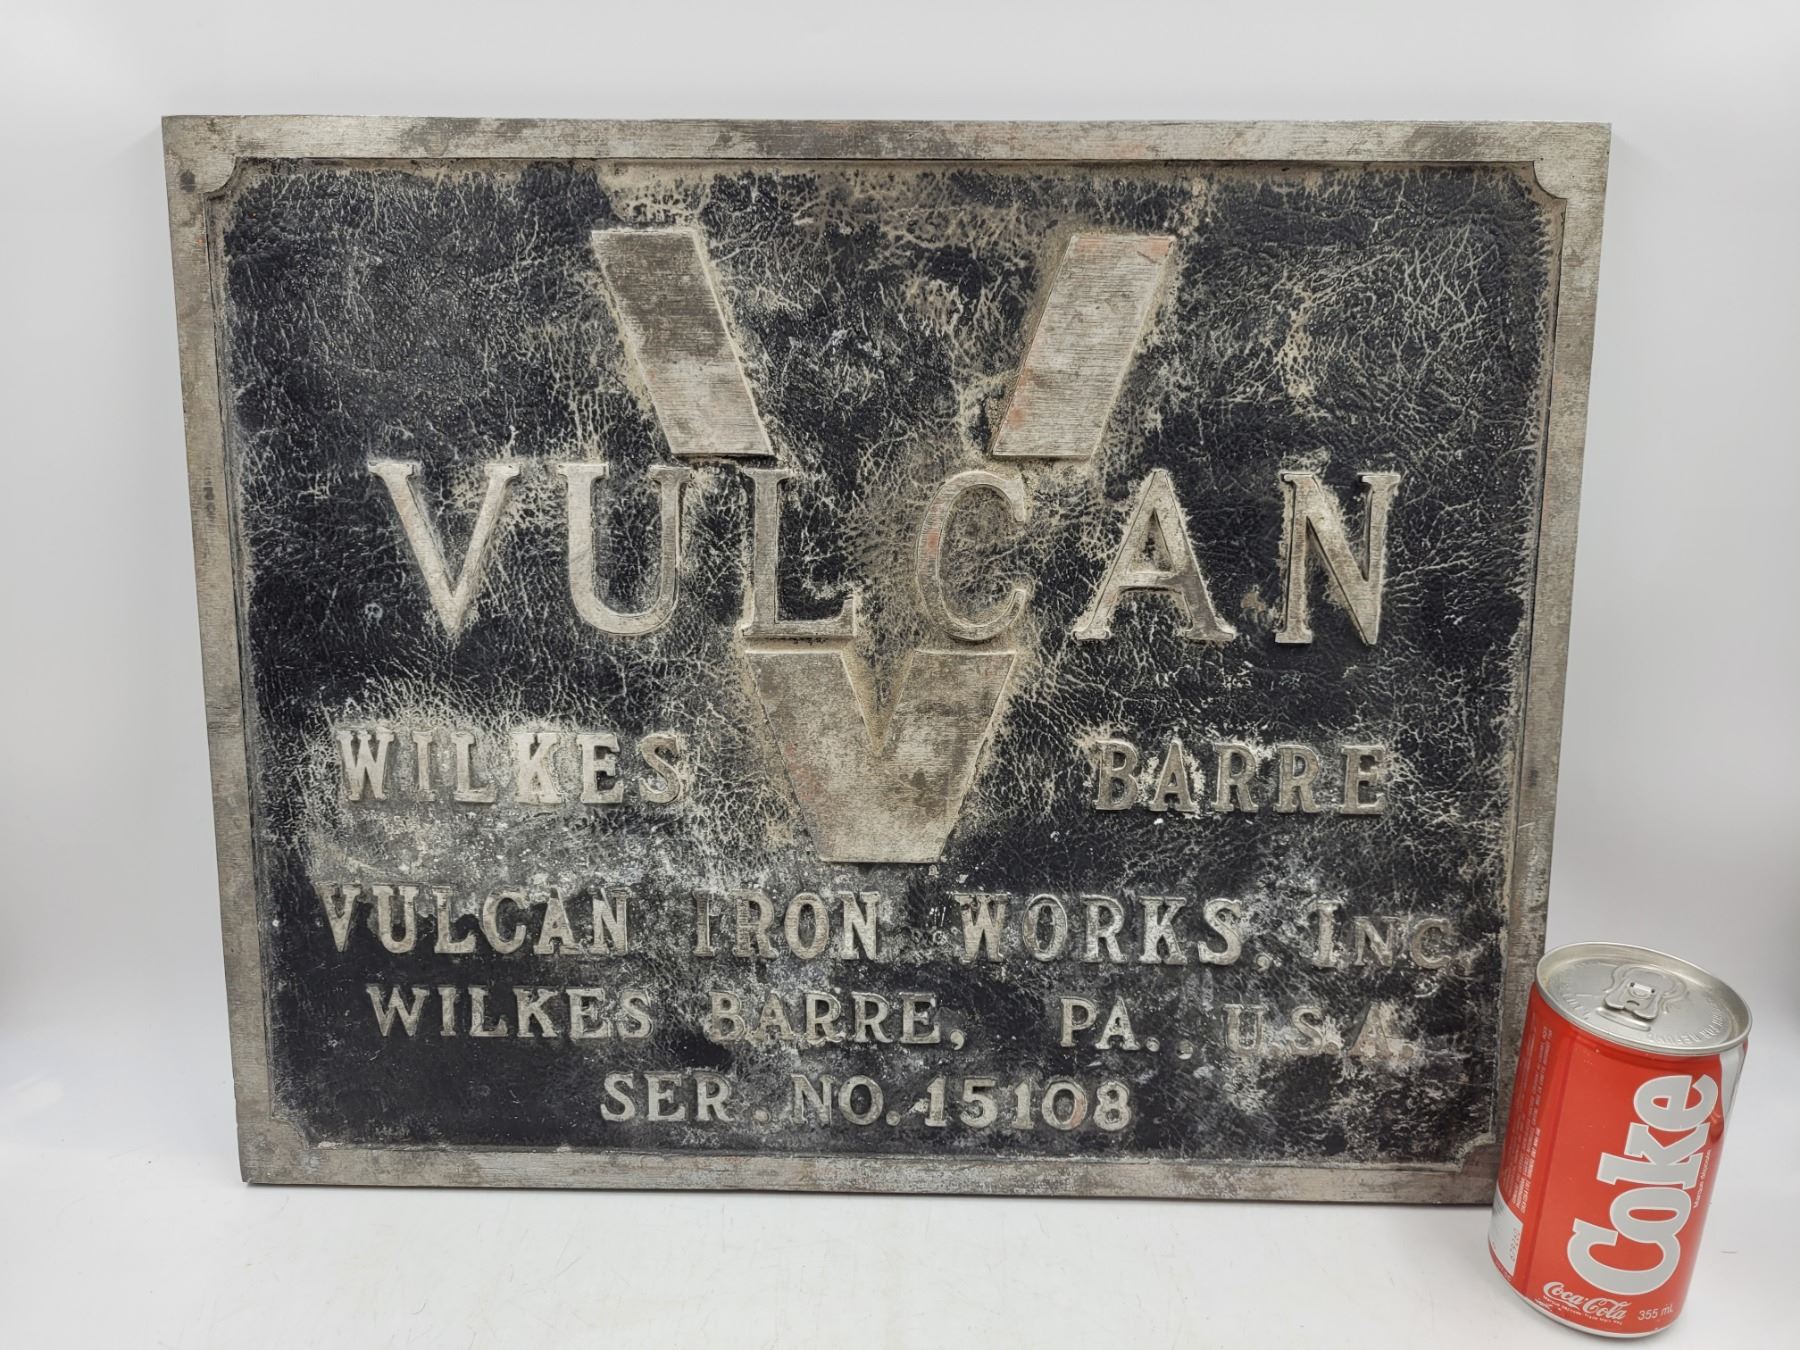 V
VULCAN
WILKES BARRE
VULCAN IRON WORKS, INC.
WILKES BARRE, PA., U.S.A.
SER. NO. 15108
Coke
Coca-Cola
355 mL